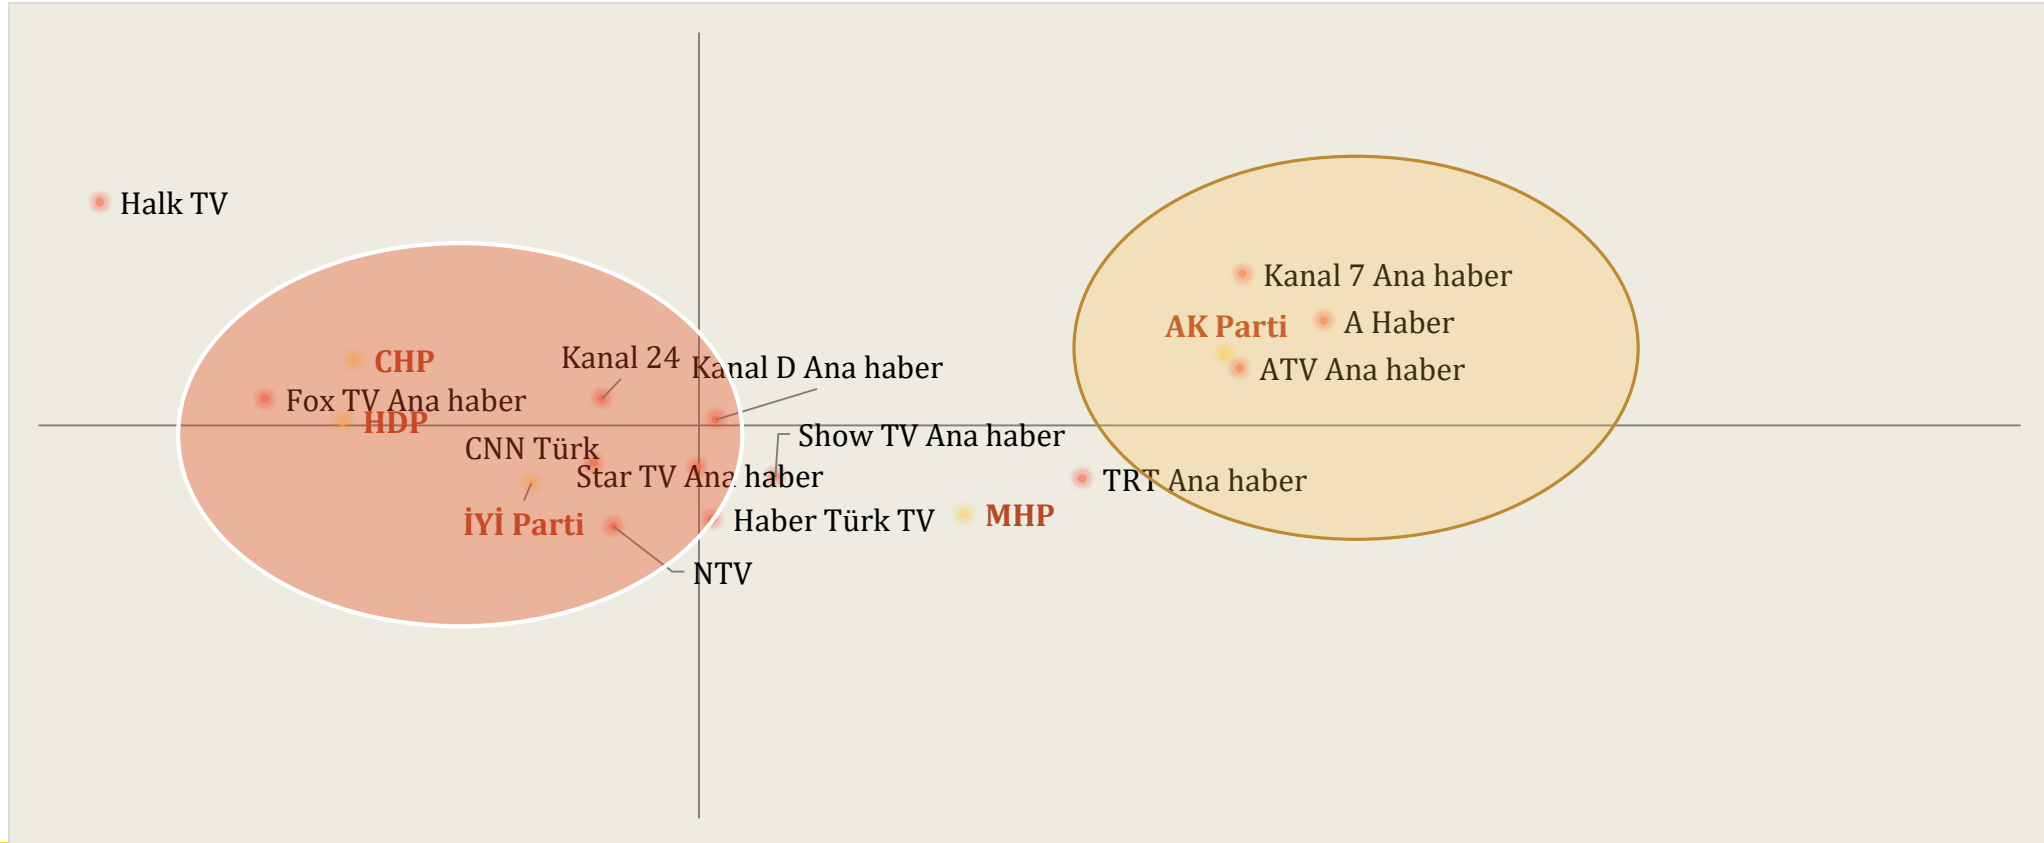 Halk TV
Kanal 7 Ana haber
AK Parti
A Haber
CHP
Kanal 24
Kanal D Ana haber
ATV Ana haber
Fox TV Ana haber
HDP
Show TV Ana haber
CNN Türk
Star TV Ana haber
TRT Ana haber
İYİ Parti
Haber Türk TV
MHP
NTV